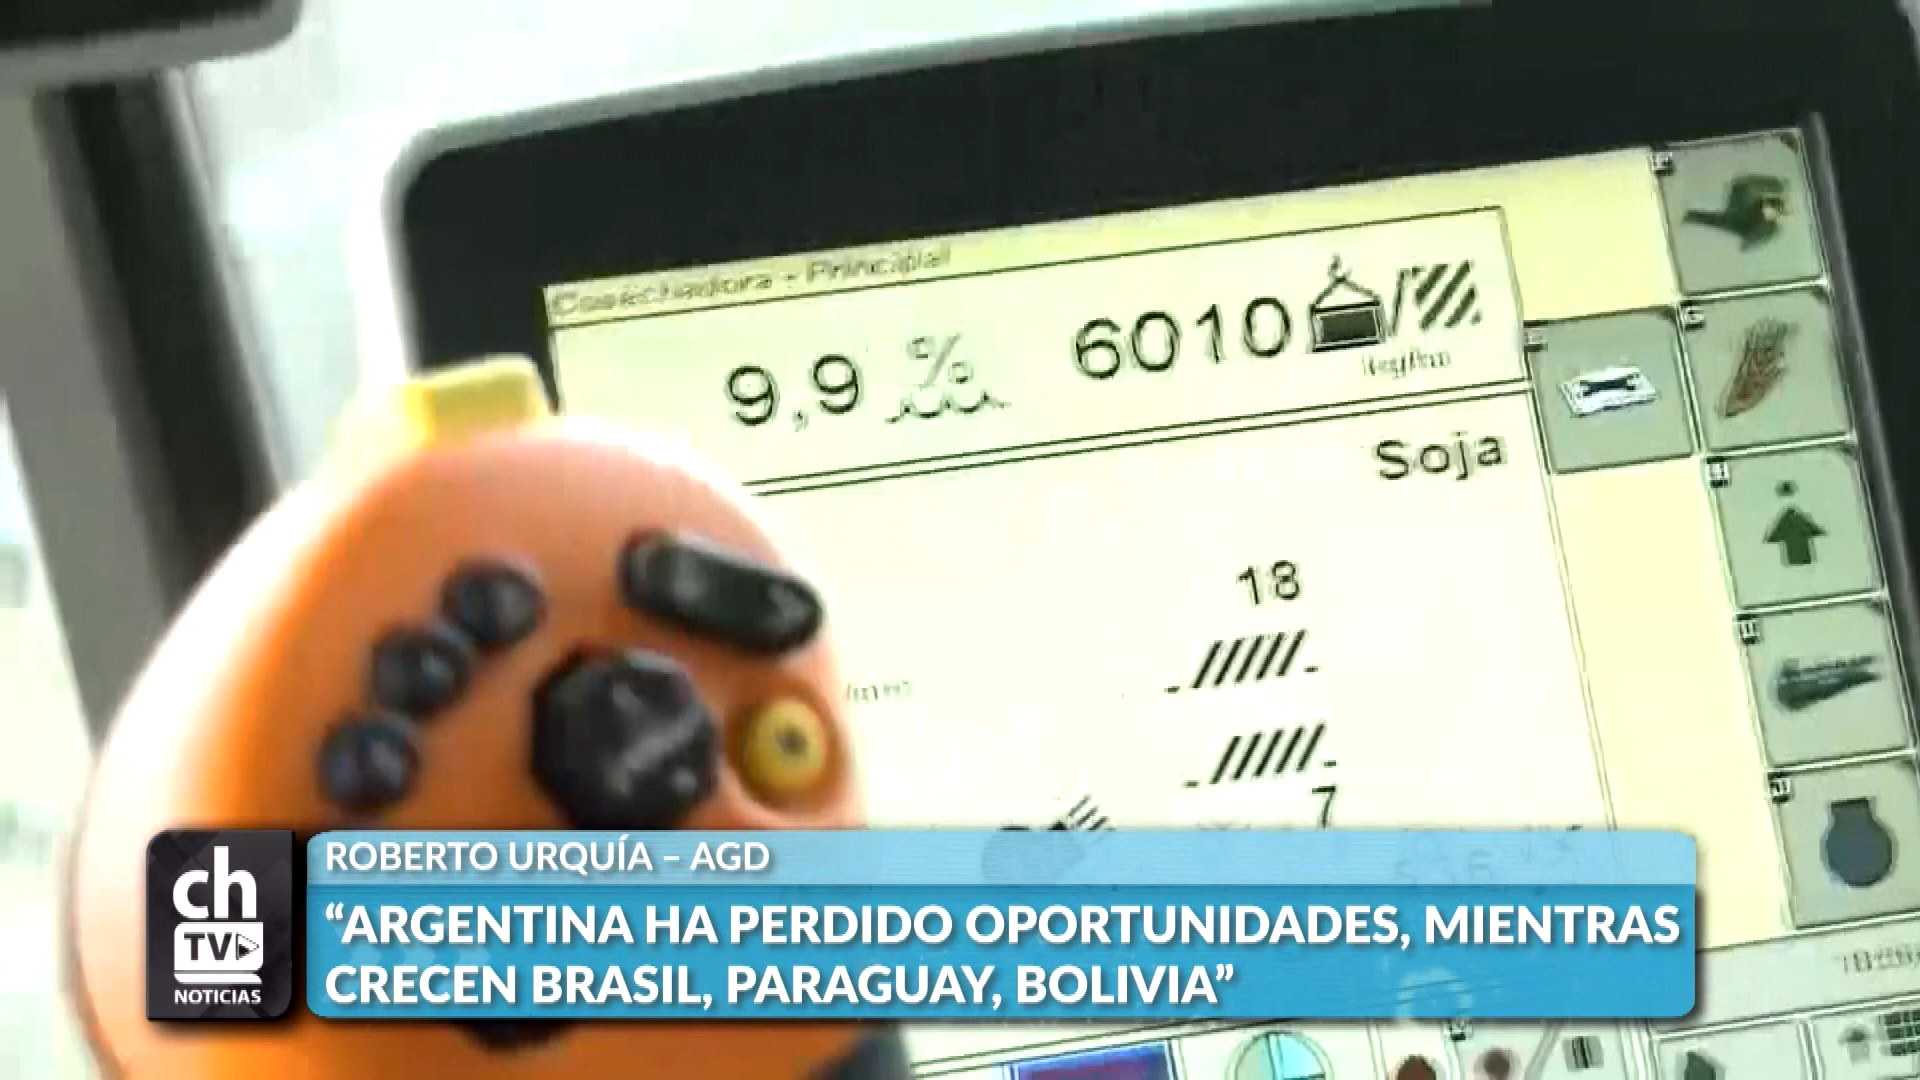 Cosechadora - Principal
9,9 %
6010
Soja
18
7
ch
TV
NOTICIAS
ROBERTO URQUÍA – AGD
“ARGENTINA HA PERDIDO OPORTUNIDADES, MIENTRAS
CRECEN BRASIL, PARAGUAY, BOLIVIA”